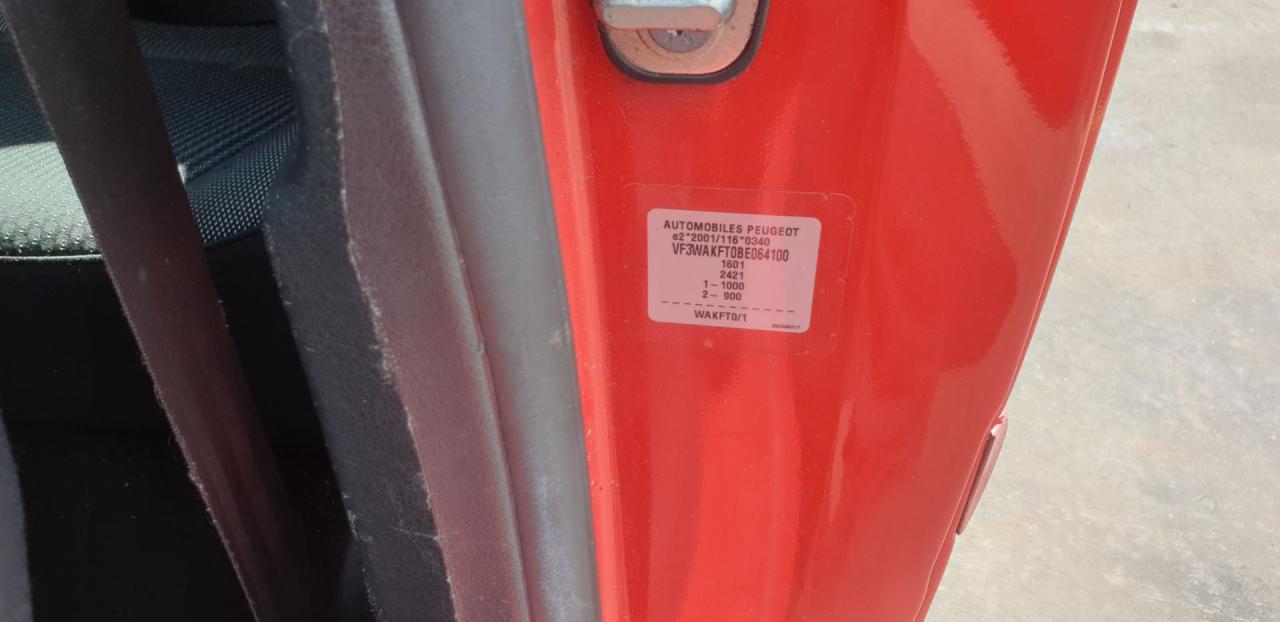 AUTOMOBILES PEUGEOT
e2*2001/116*0340
VF3WAKFT0BE064100
1601
2421
1– 1000
2– 900
WAKFT0/1